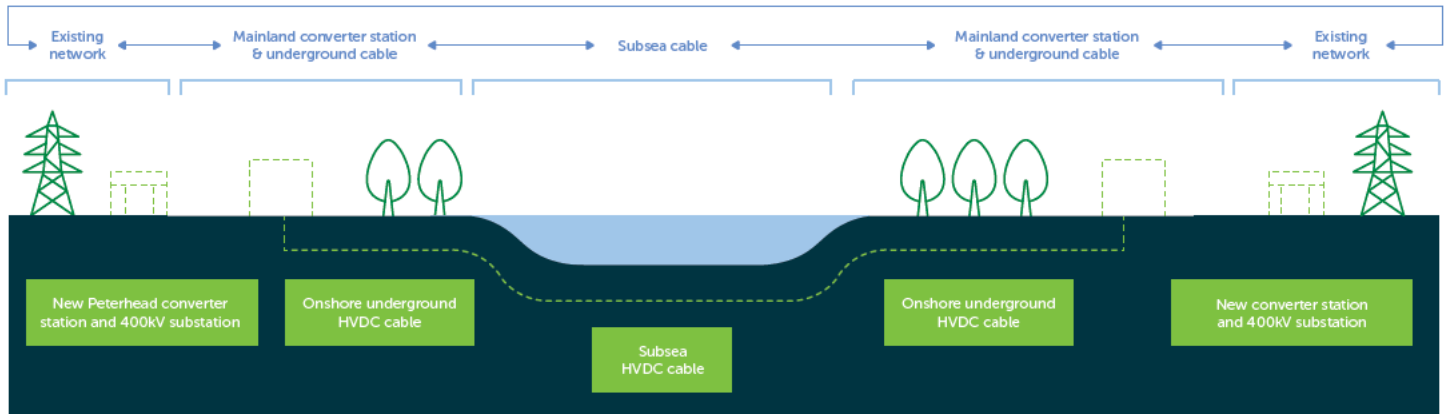 Existing
network
Mainland converter station
& underground cable
Subsea cable
Mainland converter station
& underground cable
Existing
network
New Peterhead converter
station and 400kV substation
Onshore underground
HVDC cable
Subsea
HVDC cable
Onshore underground
HVDC cable
New converter station
and 400kV substation